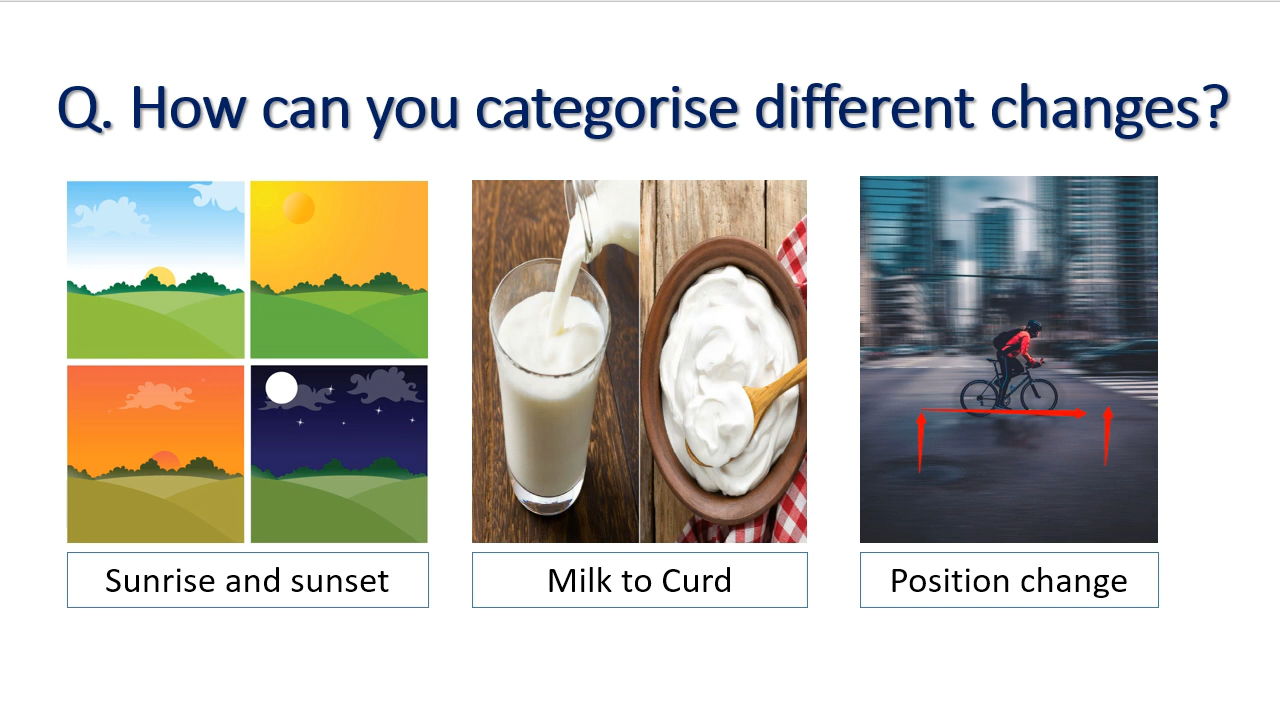 Q. How can you categorise different changes?
Sunrise and sunset
Milk to Curd
Position change